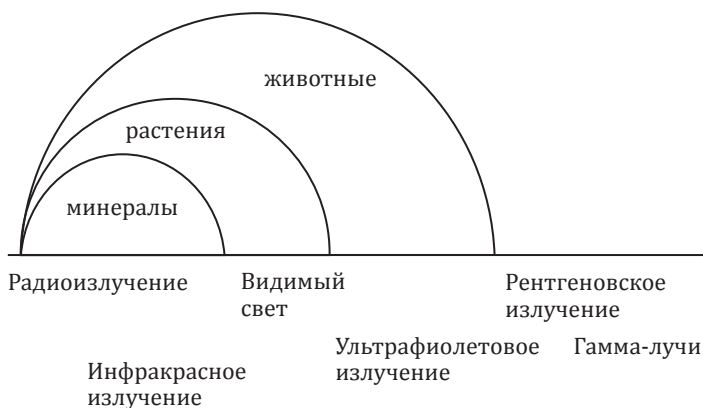 животные
растения
минералы
Радиоизлучение
Видимый
свет
Рентгеновское
излучение
Ультрафиолетовое
излучение
Гамма-лучи
Инфракрасное
излучение